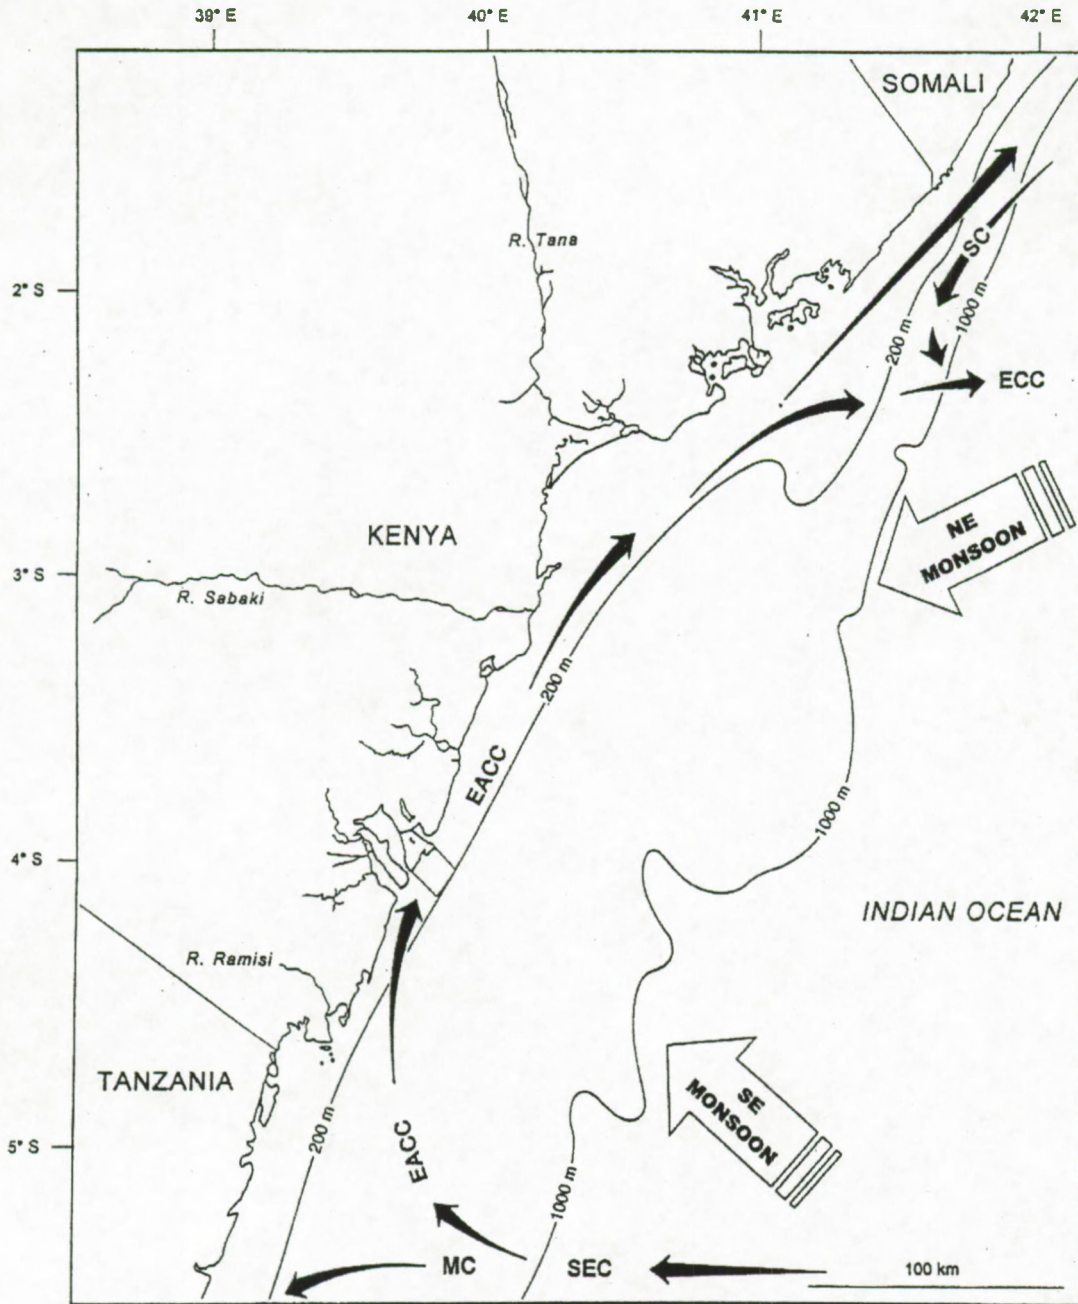 39° E
40° E
41° E
42° E
SOMALI
R. Tana
SC
2° S
200 m
1000 m
ECC
NE
MONSOON
KENYA
3° S
R. Sabaki
200 m
EACC
1000 m
4° S
INDIAN OCEAN
R. Ramisi
TANZANIA
SE
MONSOON
200 m
5° S
EACC
1000 m
MC
SEC
100 km